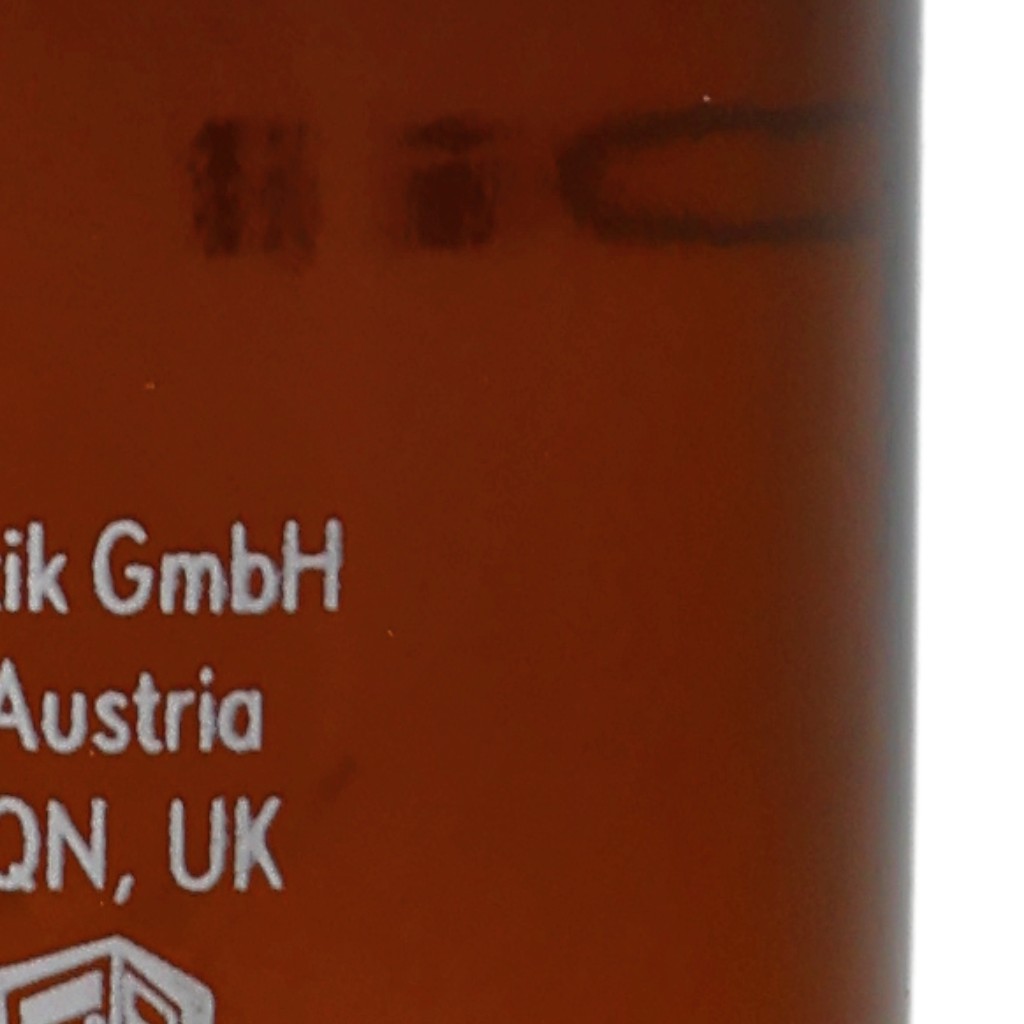 ik GmbH
Austria
QN, UK